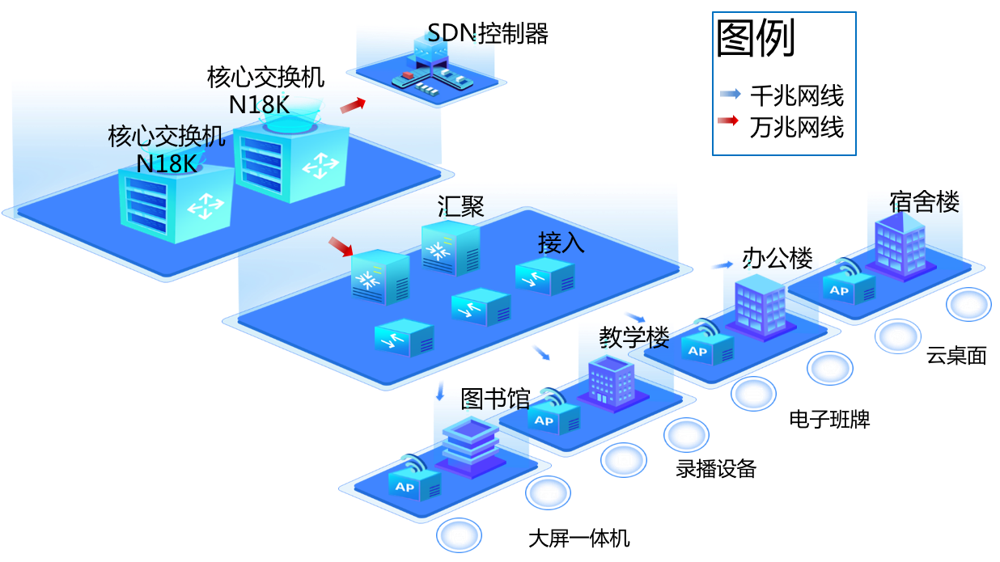 SDN控制器
图例
千兆网线
万兆网线
核心交换机
N18K
核心交换机
N18K
汇聚
接入
宿舍楼
AP
办公楼
AP
教学楼
AP
图书馆
AP
云桌面
电子班牌
录播设备
大屏一体机